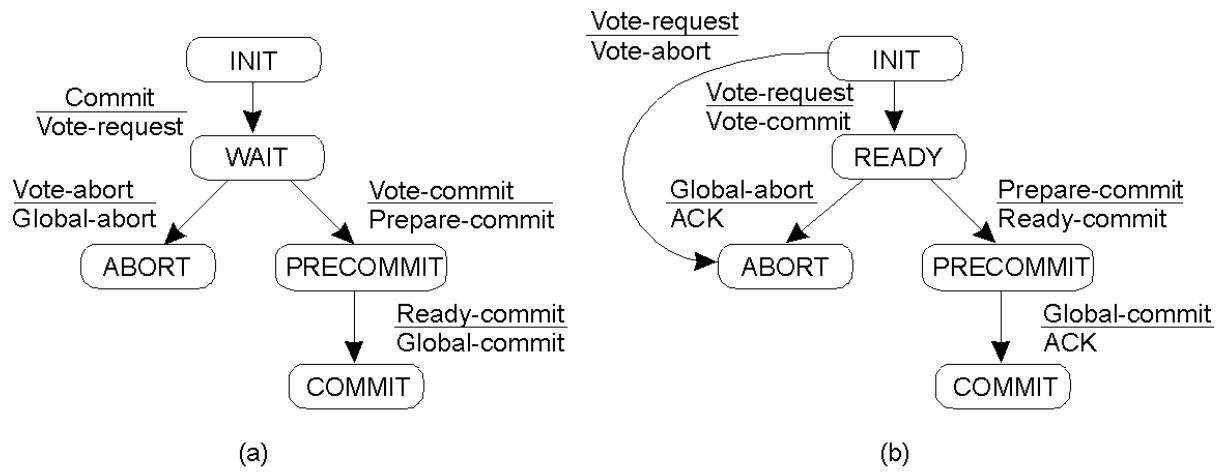 INIT
Commit
Vote-request
WAIT
Vote-abort
Global-abort
Vote-commit
Prepare-commit
ABORT
PRECOMMIT
Ready-commit
Global-commit
COMMIT
(a)
Vote-request
Vote-abort
INIT
Vote-request
Vote-commit
READY
Global-abort
ACK
Prepare-commit
Ready-commit
ABORT
PRECOMMIT
Global-commit
ACK
COMMIT
(b)